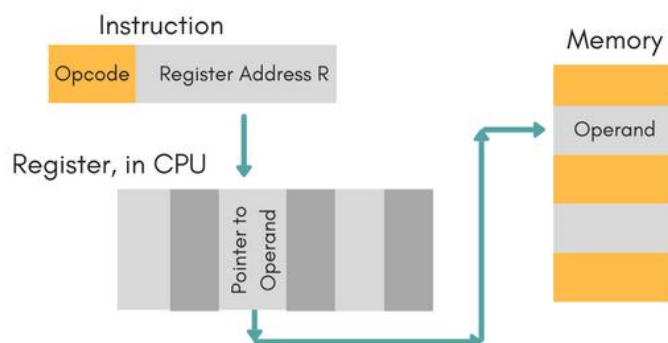 Instruction
Opcode
Register Address R
Memory
Operand
Register, in CPU
Pointer to
Operand